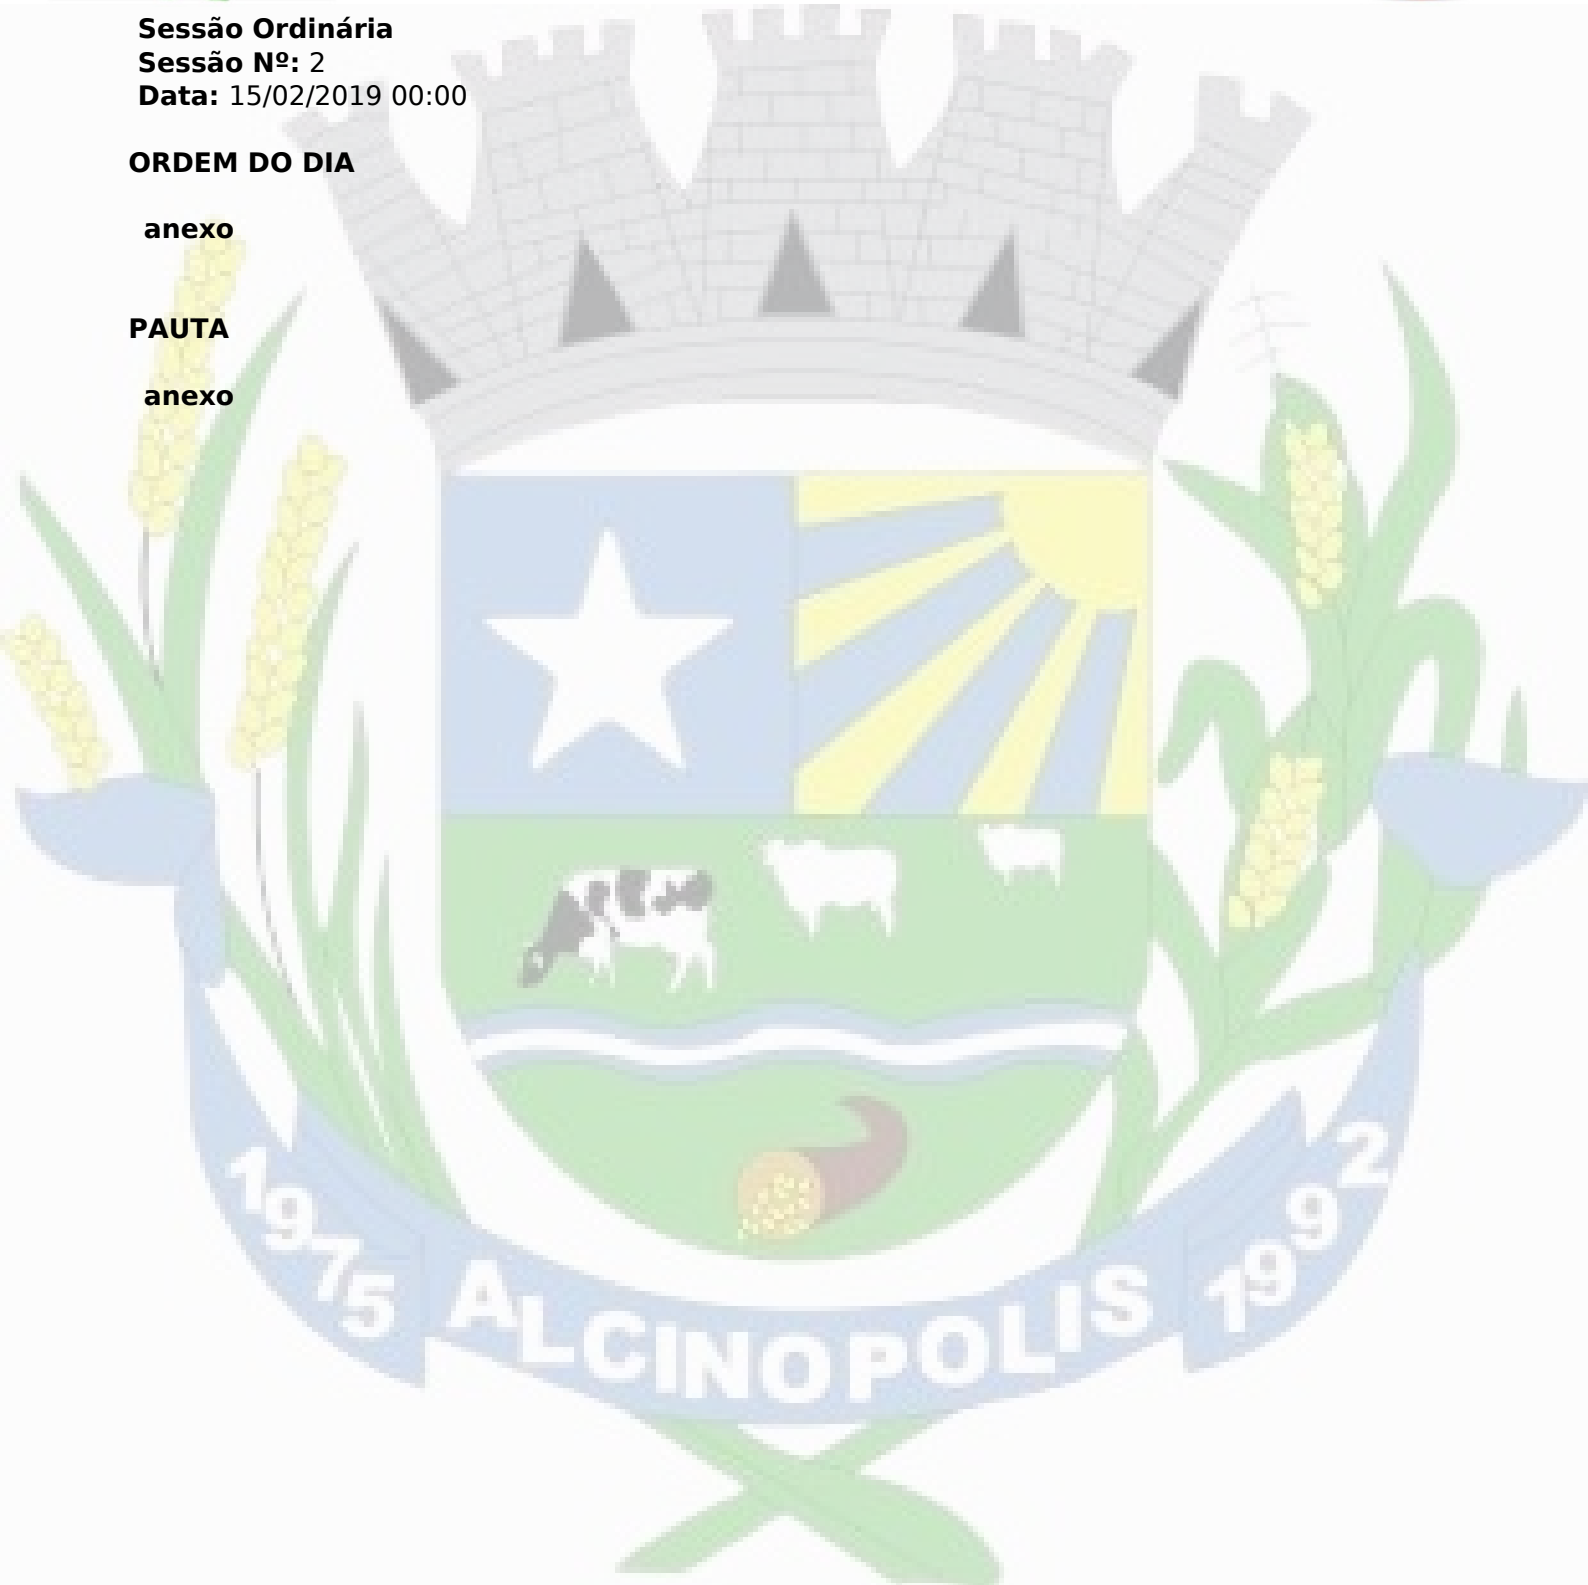 Sessão Ordinária
Sessão Nº: 2
Data: 15/02/2019 00:00
ORDEM DO DIA
anexo
PAUTA
anexo
1975 ALCINOPOLIS 1992